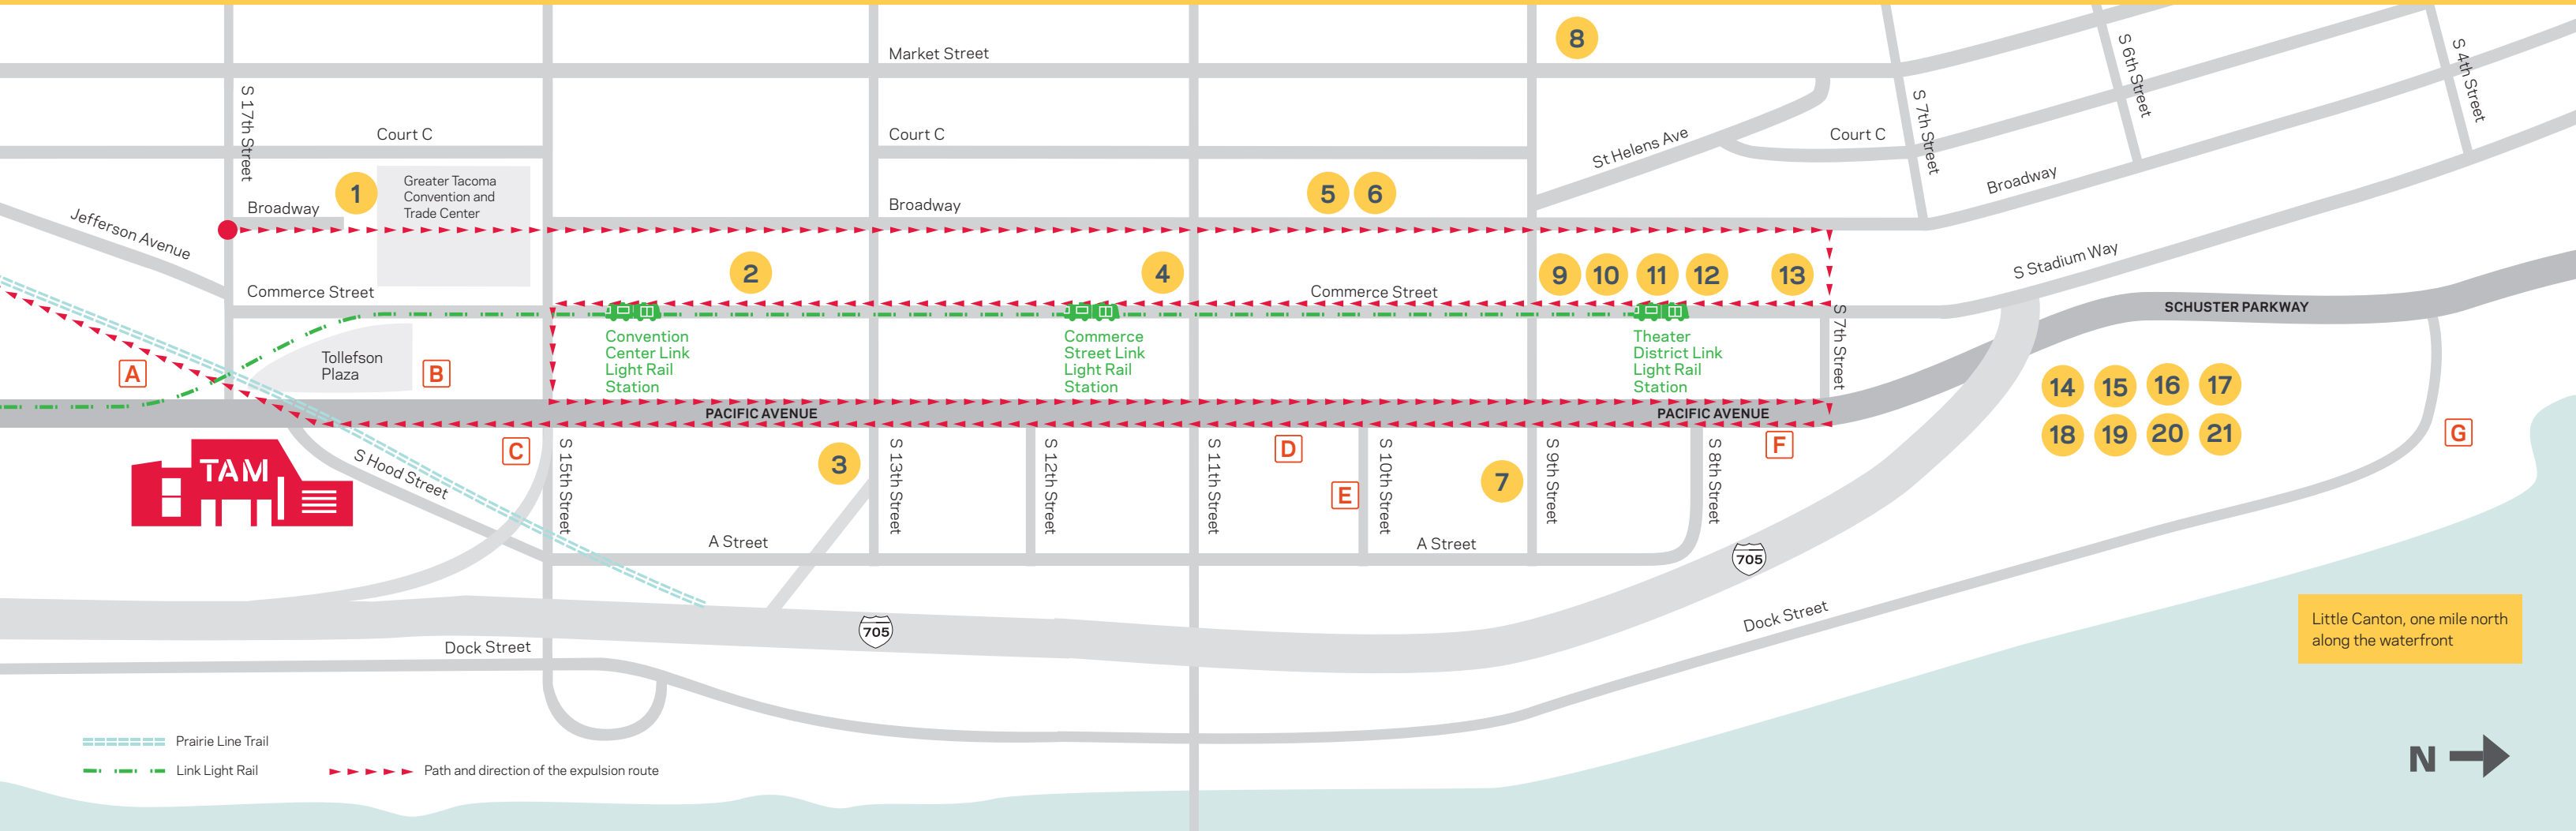 8
Market Street
S 17th Street
S 7th Street
S 6th Street
S 4th Street
Court C
Court C
St Helens Ave
Court C
1
Greater Tacoma
Convention and
Trade Center
5
6
Broadway
Broadway
Broadway
Jefferson Avenue
2
4
9
10
11
12
13
S Stadium Way
Commerce Street
Commerce Street
SCHUSTER PARKWAY
Convention
Center Link
Light Rail
Station
Commerce
Street Link
Light Rail
Station
Theater
District Link
Light Rail
Station
S 7th Street
A
Tollefson
Plaza
B
14
15
16
17
18
19
20
21
G
PACIFIC AVENUE
PACIFIC AVENUE
TAM
S Hood Street
C
S 15th Street
3
S 13th Street
S 12th Street
S 11th Street
D
E
S 10th Street
7
S 9th Street
S 8th Street
F
A Street
A Street
705
705
Dock Street
Dock Street
Little Canton, one mile north
along the waterfront
Prairie Line Trail
Link Light Rail
Path and direction of the expulsion route
N